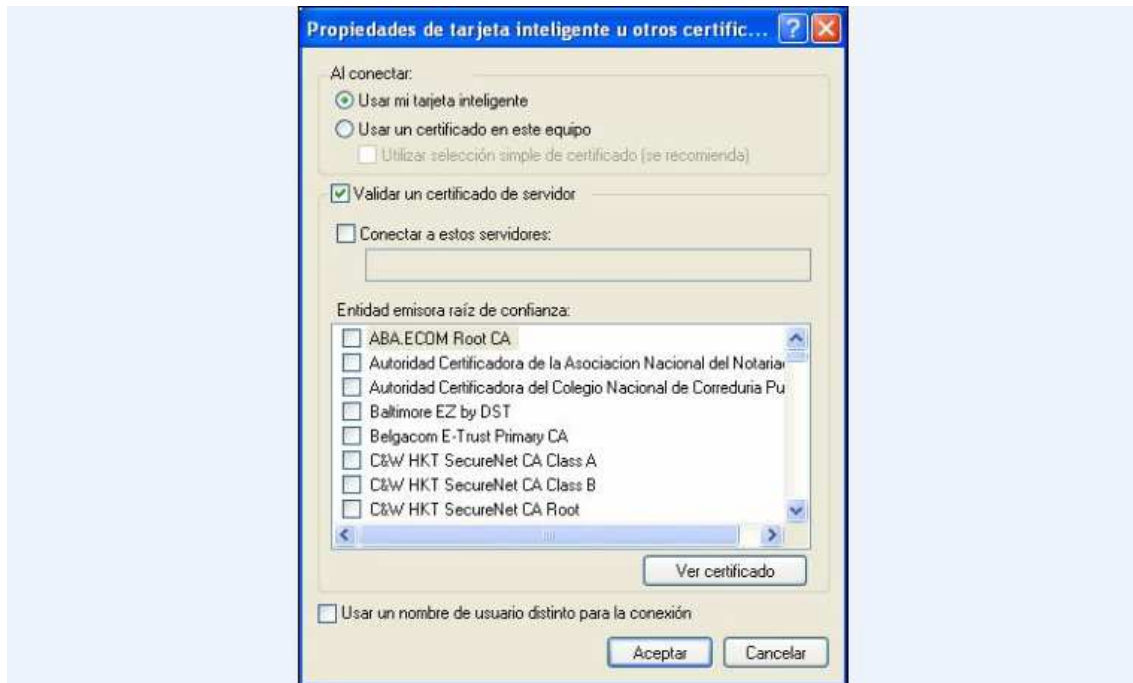 Propiedades de tarjeta inteligente u otros certific...
Al conectar:
Usar mi tarjeta inteligente
Usar un certificado en este equipo
Utilizar selección simple de certificado (se recomienda)
Validar un certificado de servidor
Conectar a estos servidores:
Entidad emisora raíz de confianza:
ABA.ECOM Root CA
Autoridad Certificadora de la Asociacion Nacional del Notaria
Autoridad Certificadora del Colegio Nacional de Correduria Pu
Baltimore EZ by DST
Belgacom E-Trust Primary CA
C&W HKT SecureNet CA Class A
C&W HKT SecureNet CA Class B
C&W HKT SecureNet CA Root
Ver certificado
Usar un nombre de usuario distinto para la conexión
Aceptar
Cancelar